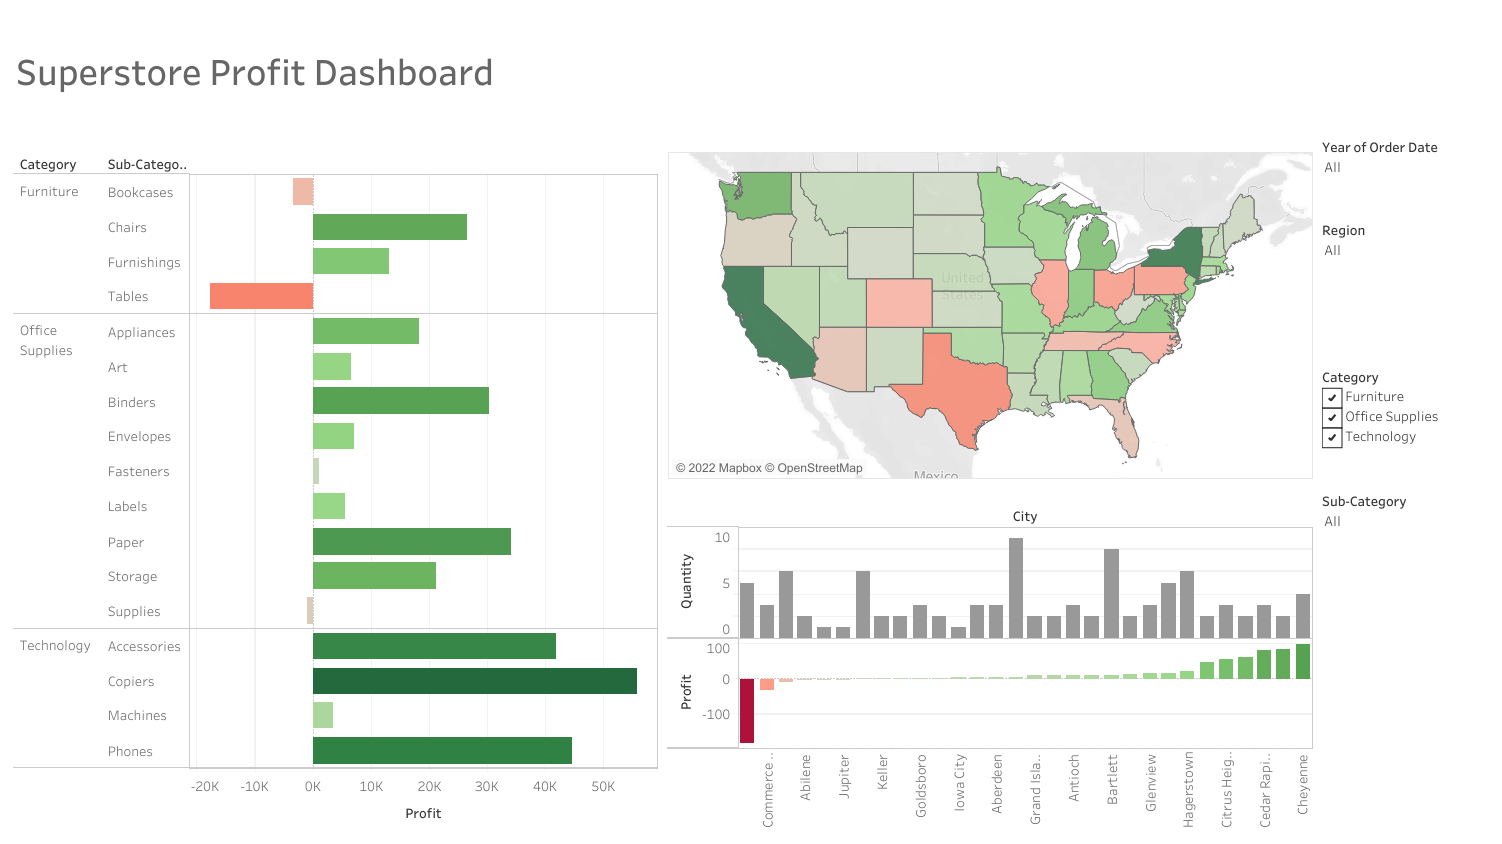 Superstore Profit Dashboard
Category Sub-Catego..
Furniture Bookcases
Chairs
Furnishings
Tables
Office
Supplies
Appliances
Art
Binders
Envelopes
Fasteners
Labels
Paper
Storage
Supplies
Technology Accessories
Copiers
Machines
Phones
-20K -10K 0K 10K 20K 30K 40K 50K
Profit
United
States
Mexico
© 2022 Mapbox © OpenStreetMap
City
Quantity
10
5
0
Profit
100
0
-100
Commerce ..
Abilene
Jupiter
Keller
Goldsboro
Iowa City
Aberdeen
Grand Isla..
Antioch
Bartlett
Glenview
Hagerstown
Citrus Heig..
Cedar Rapi..
Cheyenne
Year of Order Date
All
Region
All
Category
Furniture
Office Supplies
Technology
Sub-Category
All